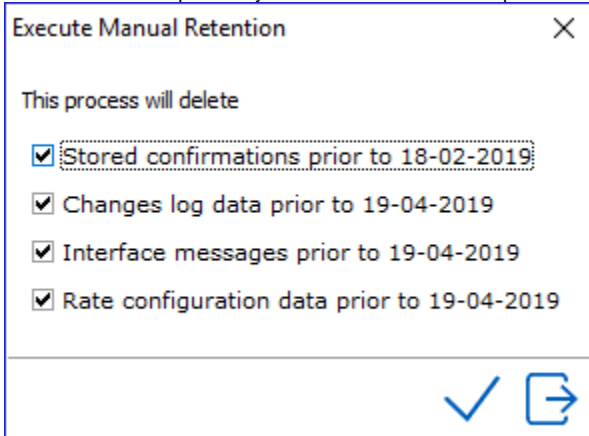 Execute Manual Retention
This process will delete
Stored confirmations prior to 18-02-2019
Changes log data prior to 19-04-2019
Interface messages prior to 19-04-2019
Rate configuration data prior to 19-04-2019